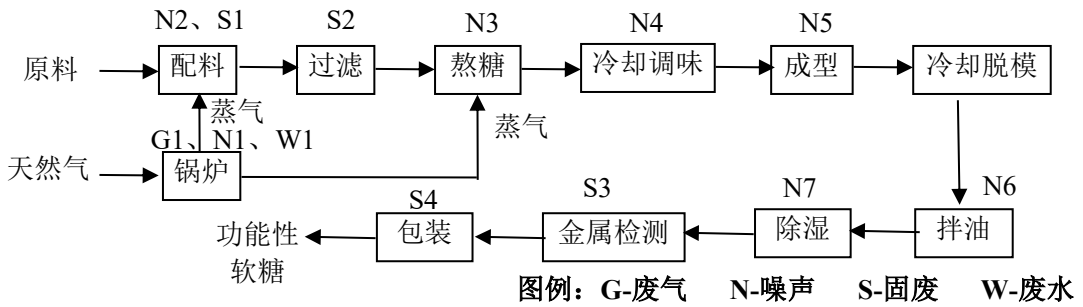 N2、S1
S2
N3
N4
N5
原料
配料
过滤
熬糖
冷却调味
成型
冷却脱模
蒸气
蒸气
G1、N1、W1
天然气
锅炉
S4
S3
N7
N6
功能性
软糖
包装
金属检测
除湿
拌油
图例：G-废气 N-噪声 S-固废 W-废水